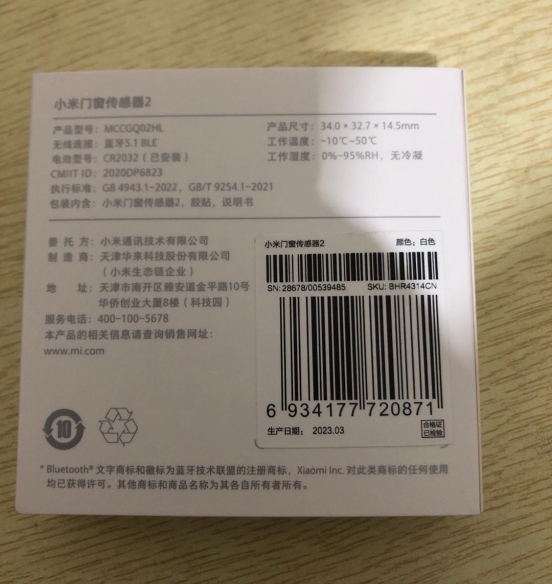 小米门窗传感器2
产品型号：MCCGQ02HL
无线连接：蓝牙5.1 BLE
电池型号：CR2032（已安装）
CMIIT ID：2020DP6823
执行标准：GB 4943.1-2022，GB/T 9254.1-2021
包装内含：小米门窗传感器2，胶贴，说明书
产品尺寸：34.0 × 32.7 × 14.5mm
工作温度：-10℃~50℃
工作湿度：0%-95%RH，无冷凝
委 托 方：小米通讯技术有限公司
制 造 商：天津华来科技股份有限公司
（小米生态链企业）
地 址：天津市南开区雅安道金平路10号
华侨创业大厦8楼（科技园）
服务电话：400-100-5678
本产品的相关信息请查询销售网址：
www.mi.com
小米门窗传感器2 颜色：白色
SN: 28678/00539485 SKU: BHR4314CN
6 934177 720871
生产日期： 2023.03
合格证
已检验
10
* Bluetooth® 文字商标和徽标为蓝牙技术联盟的注册商标，Xiaomi Inc. 对此类商标的任何使用
均已获得许可。其他商标和商品名称为其各自所有者所有。